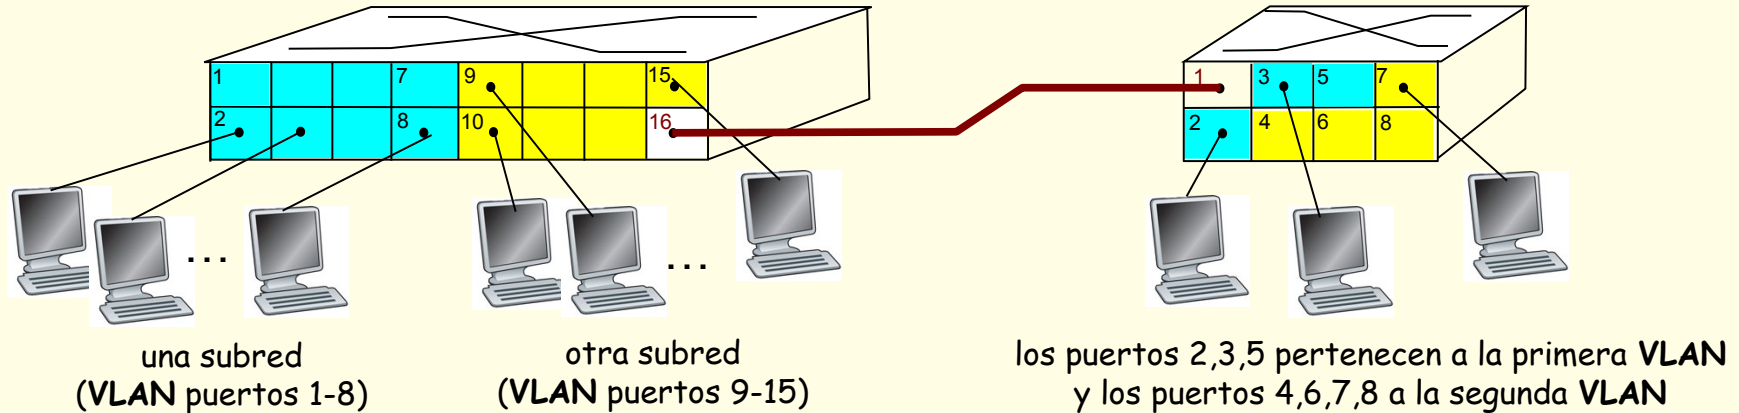 1 7 9 15
2 8 10 16
1 3 5 7
2 4 6 8
... ...
una subred
(VLAN puertos 1-8)
otra subred
(VLAN puertos 9-15)
los puertos 2,3,5 pertenecen a la primera VLAN
y los puertos 4,6,7,8 a la segunda VLAN